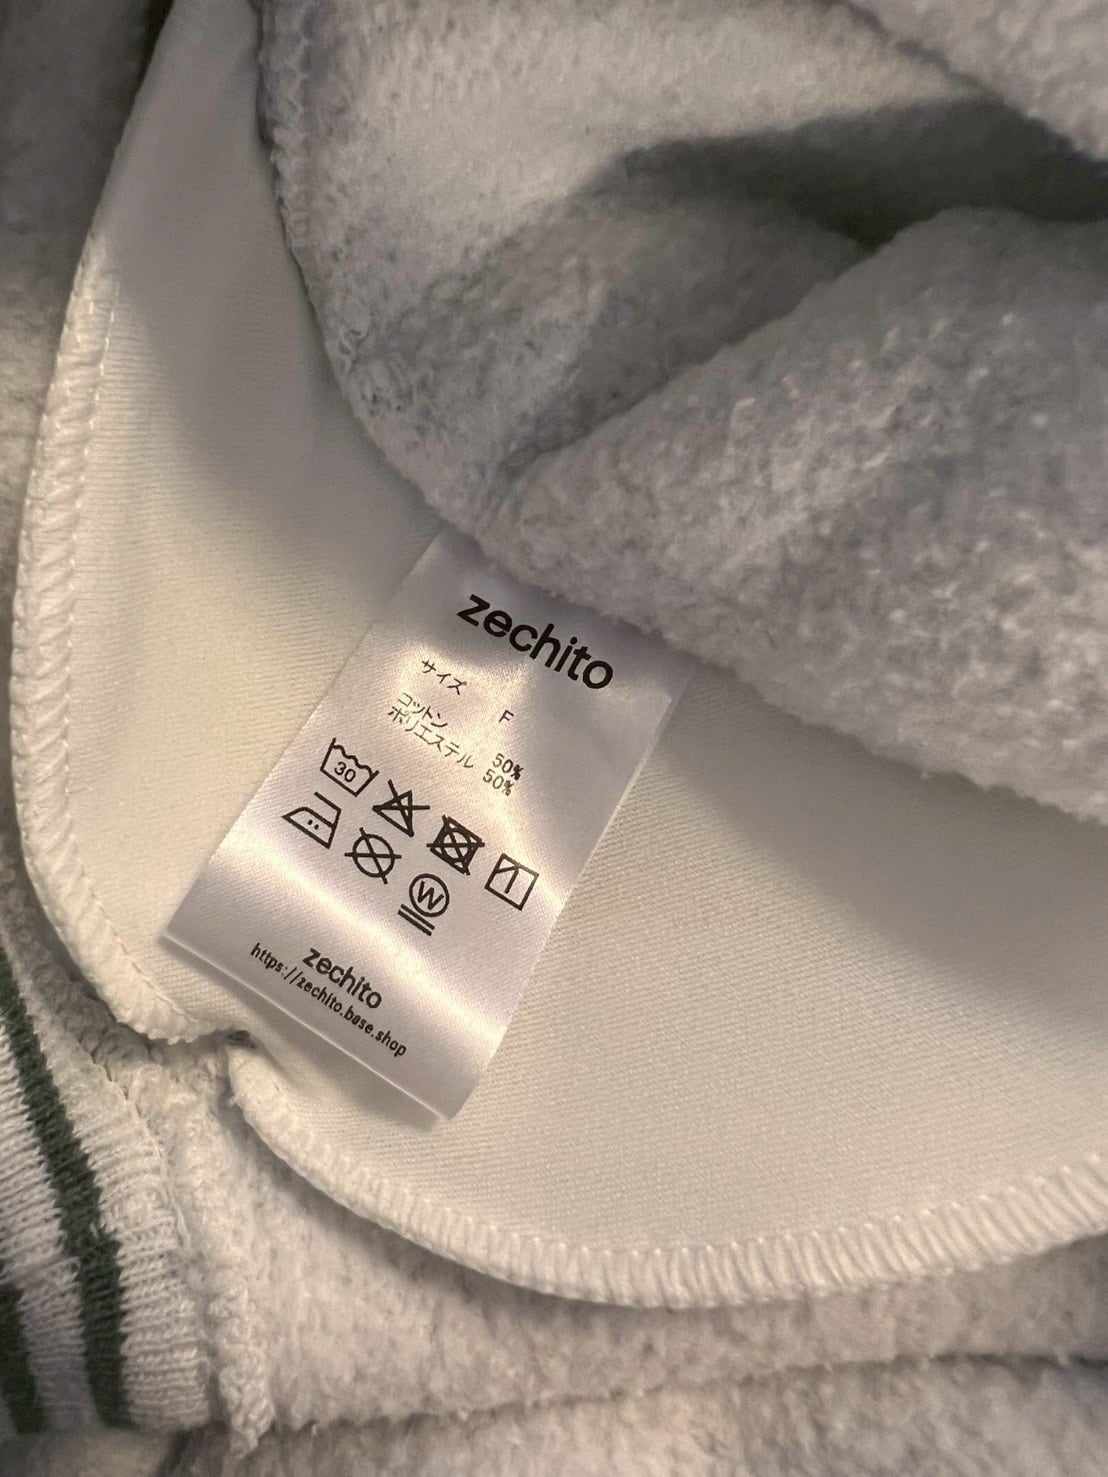 zechito
サイズ F
コットン 50%
ポリエステル 50%
30
W
zechito
https://zechito.base.shop